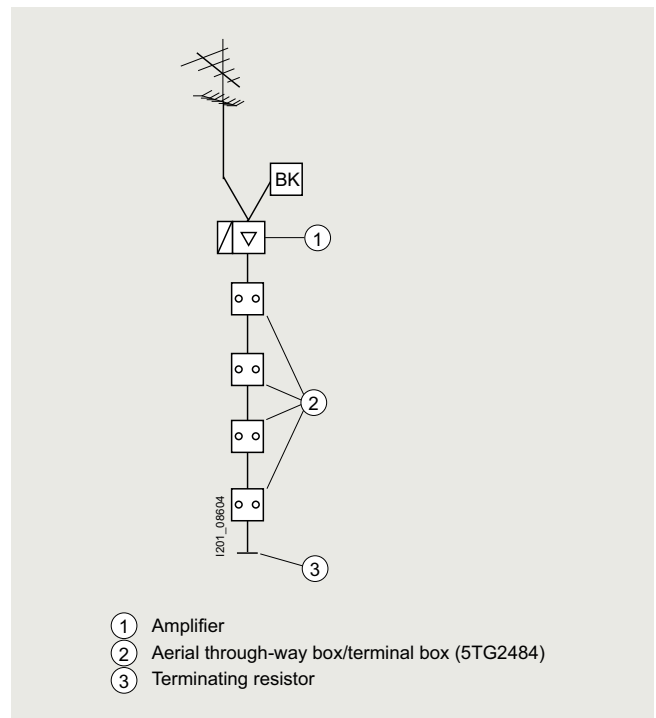 BK
1
2
I201_08604
3
1 Amplifier
2 Aerial through-way box/terminal box (5TG2484)
3 Terminating resistor